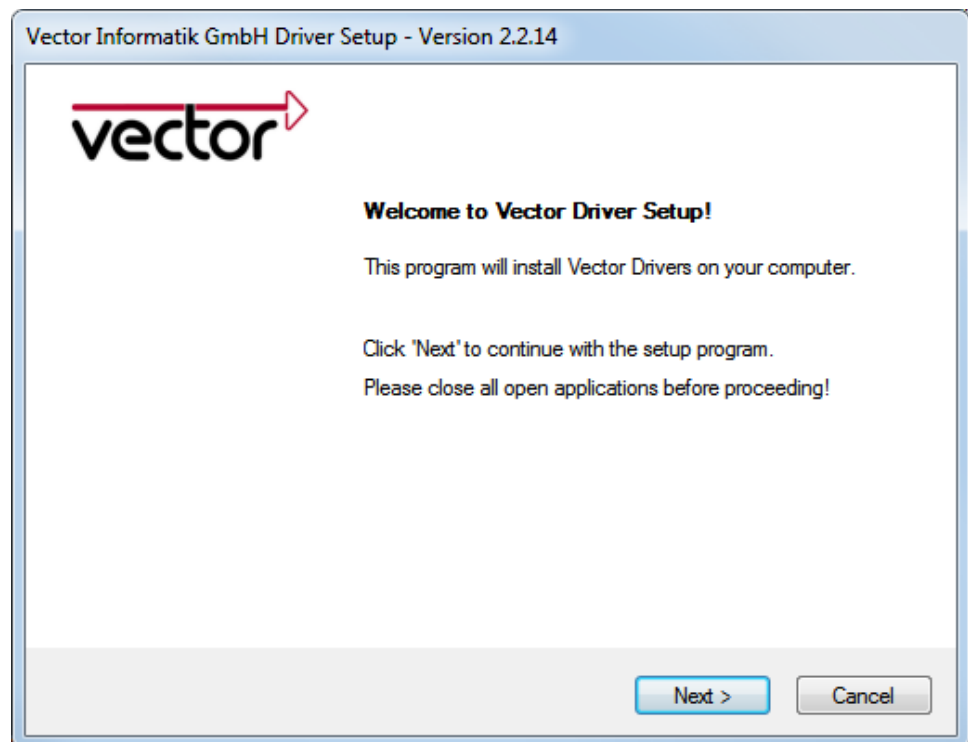 Vector Informatik GmbH Driver Setup - Version 2.2.14
vector
Welcome to Vector Driver Setup!
This program will install Vector Drivers on your computer.
Click 'Next' to continue with the setup program.
Please close all open applications before proceeding!
Next >
Cancel